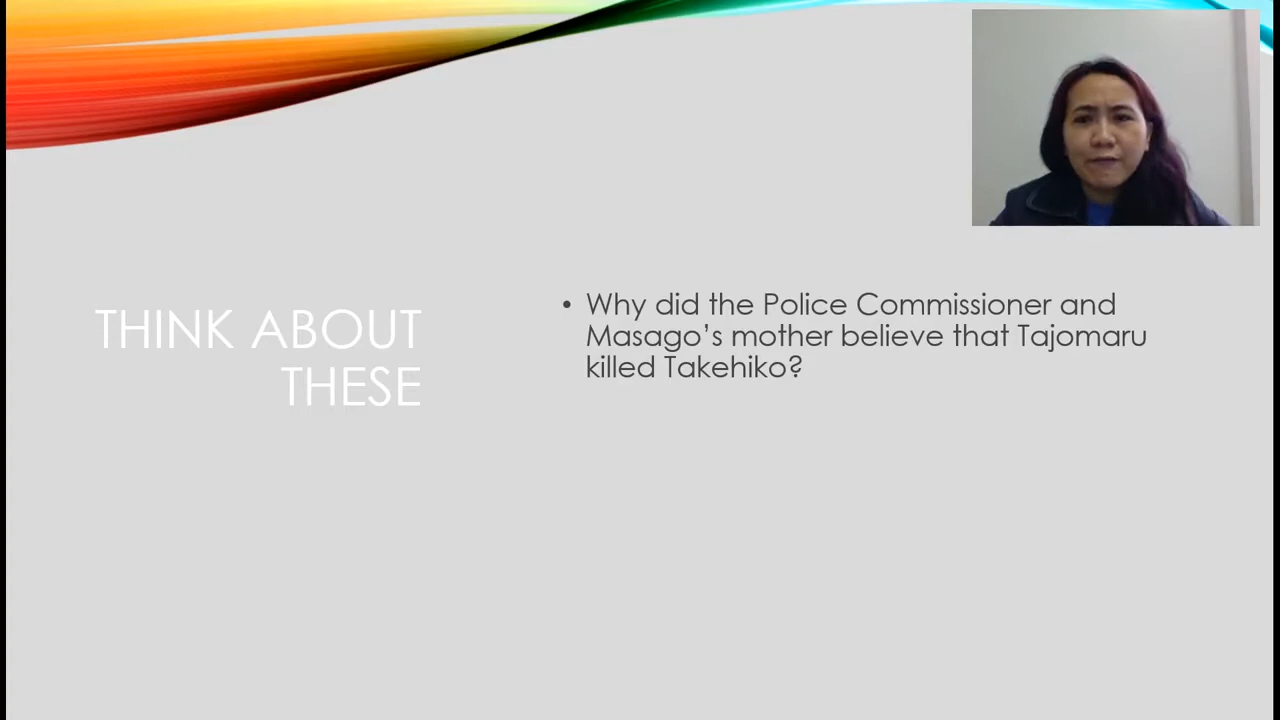 THINK ABOUT
THESE
• Why did the Police Commissioner and
Masago’s mother believe that Tajomaru
killed Takehiko?